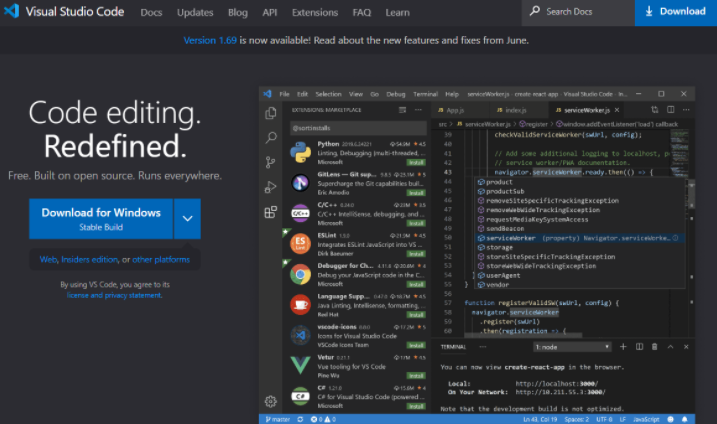 Visual Studio Code Docs Updates Blog API Extensions FAQ Learn Search Docs Download
Version 1.69 is now available! Read about the new features and fixes from June.
Code editing.
Redefined.
Free. Built on open source. Runs everywhere.
Download for Windows
Stable Build
Web, Insiders edition, or other platforms
By using VS Code, you agree to its
license and privacy statement.
File Edit Selection View Go Debug Terminal Help serviceWorker.js - create-react-app - Visual Studio Code - In...
EXTENSIONS: MARKETPLACE
@sort:installs
Python 2019.6.24221 54.9M 4.5
Linting, Debugging (multi-threaded, ...
Microsoft Install
GitLens — Git sup... 9.8.5 23.1M 5
Supercharge the Git capabilities buil...
Eric Amodio Install
C/C++ 0.24.0 23M 3.5
C/C++ IntelliSense, debugging, and ...
Microsoft Install
ESLint 1.9.0 21.9M 4.5
Integrates ESLint JavaScript into VS ...
Dirk Baeumer Install
Debugger for Ch... 4.11.6 20.6M 4
Debug your JavaScript code in the C...
Microsoft Install
Language Supp... 0.47.0 18.7M 4.5
Java Linting, Intellisense, formatting, ...
Red Hat Install
vscode-icons 8.8.0 17.2M 5
Icons for Visual Studio Code
VSCode Icons Team Install
Vetur 0.21.1 17M 4.5
Vue tooling for VS Code
Pine Wu Install
C# 1.21.0 15.6M 4
C# for Visual Studio Code (powered ...
Microsoft Install
App.js index.js serviceWorker.js
src > serviceWorker.js > register > window.addEventListener('load') callback
39 checkValidServiceWorker(swUrl, config);
40
41 // Add some additional logging to localhost, p
42 // service worker/PWA documentation.
43 navigator.serviceWorker.ready.then(() => {
product
productSub
removeSiteSpecificTrackingException
removeWebWideTrackingException
requestMediaKeySystemAccess
sendBeacon
serviceWorker (property) Navigator.serviceWorke...
storage
storeSiteSpecificTrackingException
storeWebWideTrackingException
userAgent
vendor
55 }
56
57 function registerValidSW(swUrl, config) {
58 navigator.serviceWorker
59 .register(swUrl)
60 .then(registration => {
TERMINAL ... 1: node
You can now view create-react-app in the browser.
Local: http://localhost:3000/
On Your Network: http://10.211.55.3:3000/
Note that the development build is not optimized.
master 0 0 Ln 43, Col 19 Spaces: 2 UTF-8 LF JavaScript